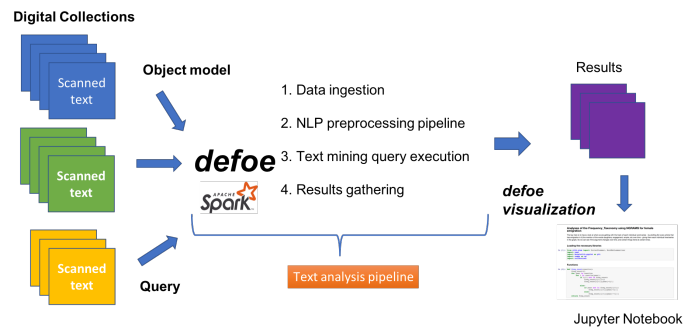 Digital Collections
Scanned
text
Scanned
text
Scanned
text
Object model
Query
defoe
APACHE
Spark
1. Data ingestion
2. NLP preprocessing pipeline
3. Text mining query execution
4. Results gathering
Text analysis pipeline
Results
defoe
visualization
Jupyter Notebook